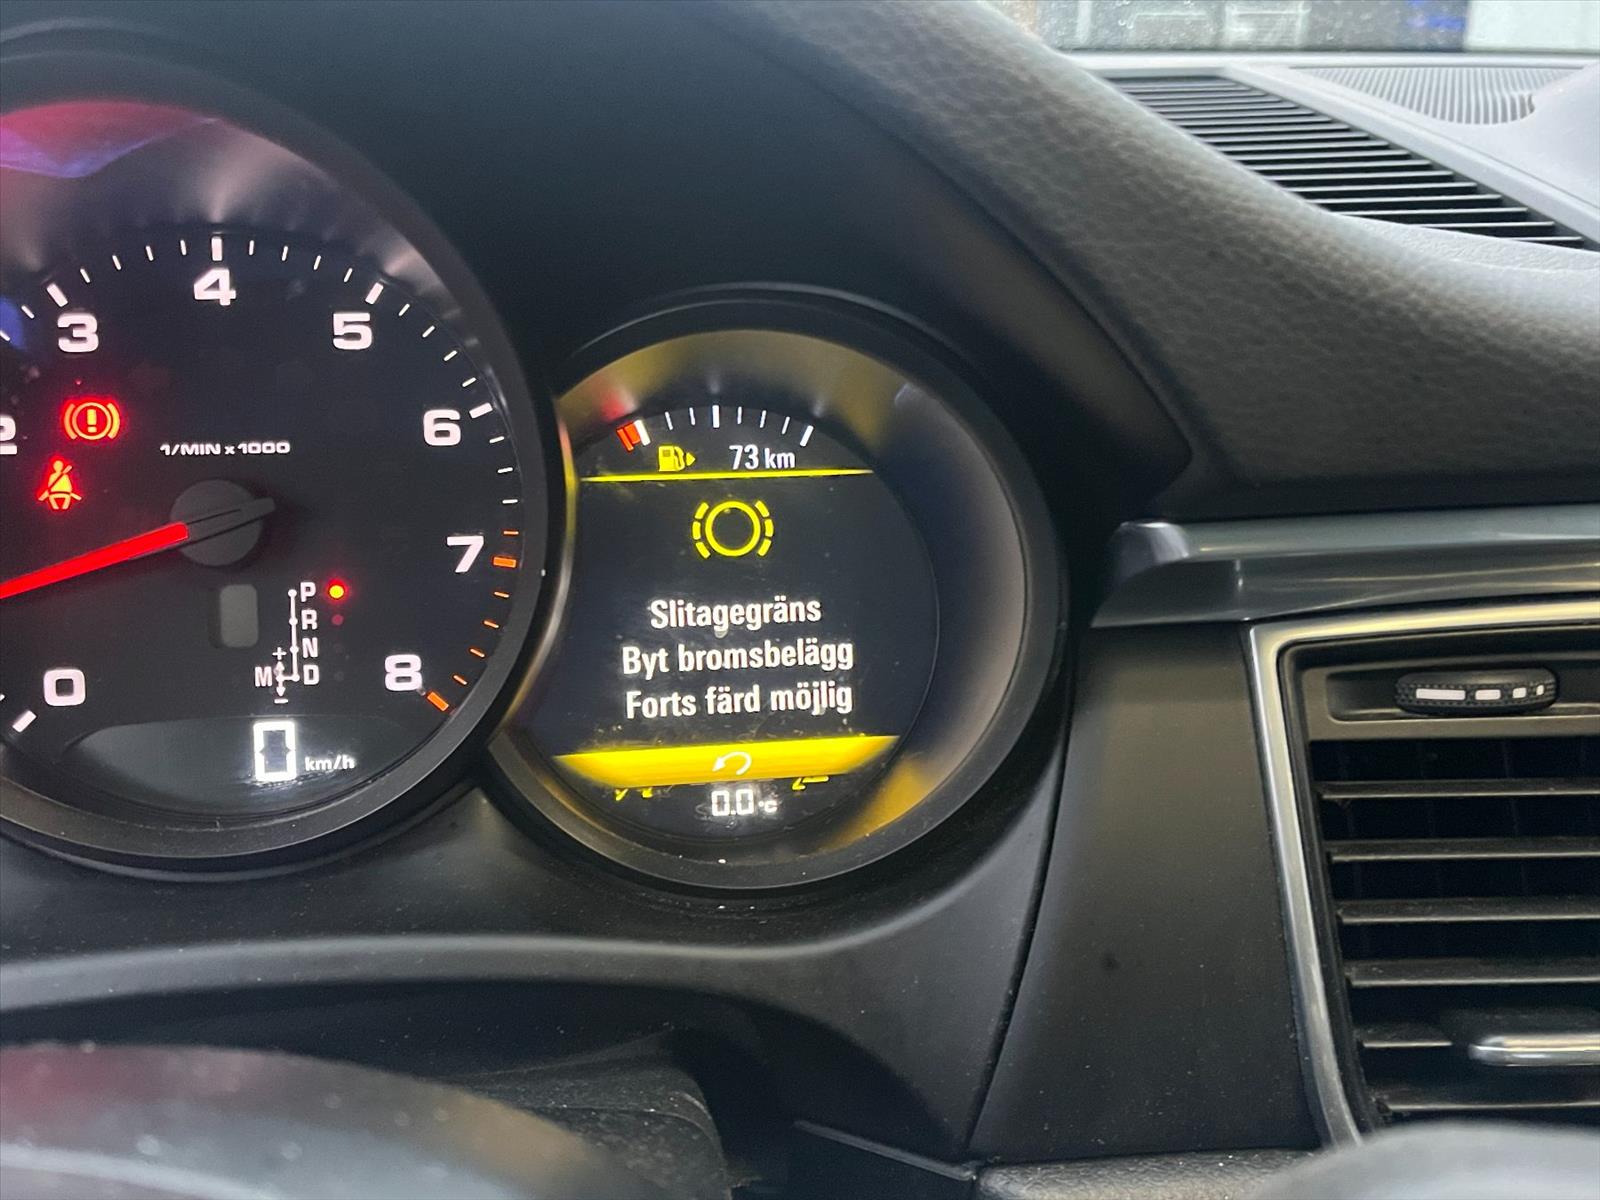 4
3
5
2
6
1/MIN x 1000
7
P
R
+ N
M D
-
0
8
0 km/h
73 km
Slitagegräns
Byt bromsbelägg
Forts färd möjlig
0.0 °C